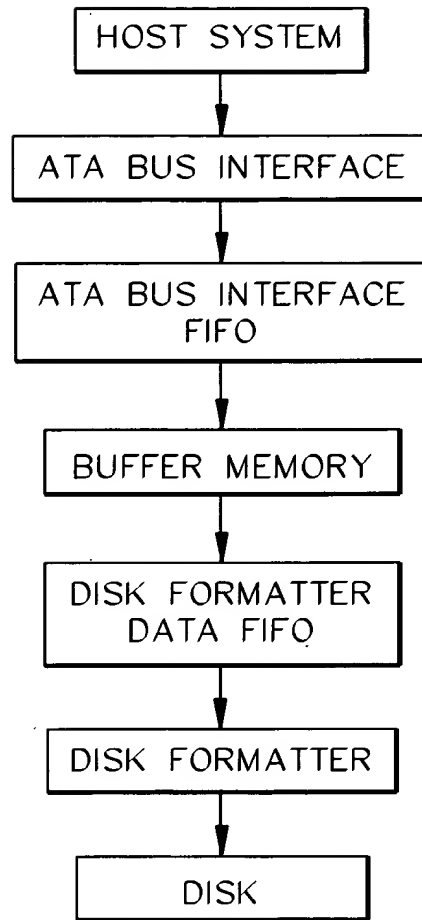 HOST SYSTEM
ATA BUS INTERFACE
ATA BUS INTERFACE
FIFO
BUFFER MEMORY
DISK FORMATTER
DATA FIFO
DISK FORMATTER
DISK